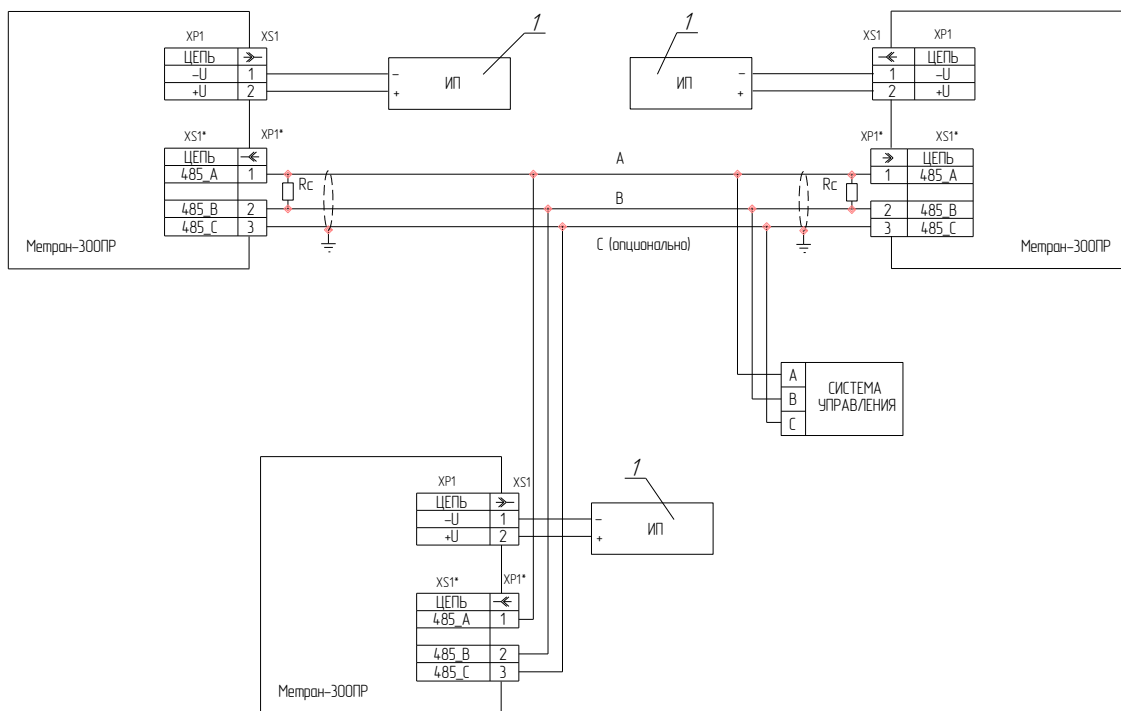 1
1
XP1 XS1
ЦЕПЬ
-U 1
+U 2
- ИП
+
XS1 XP1
ЦЕПЬ
1 -U
2 +U
ИП -
+
XS1* XP1*
ЦЕПЬ
485_A 1
485_B 2
485_C 3
Rc
Метран-300ПР
A
B
C (опционально)
XP1* XS1*
ЦЕПЬ
1 485_A
2 485_B
3 485_C
Rc
Метран-300ПР
A
B
C
СИСТЕМА
УПРАВЛЕНИЯ
1
XP1 XS1
ЦЕПЬ
-U 1
+U 2
- ИП
+
XS1* XP1*
ЦЕПЬ
485_A 1
485_B 2
485_C 3
Метран-300ПР